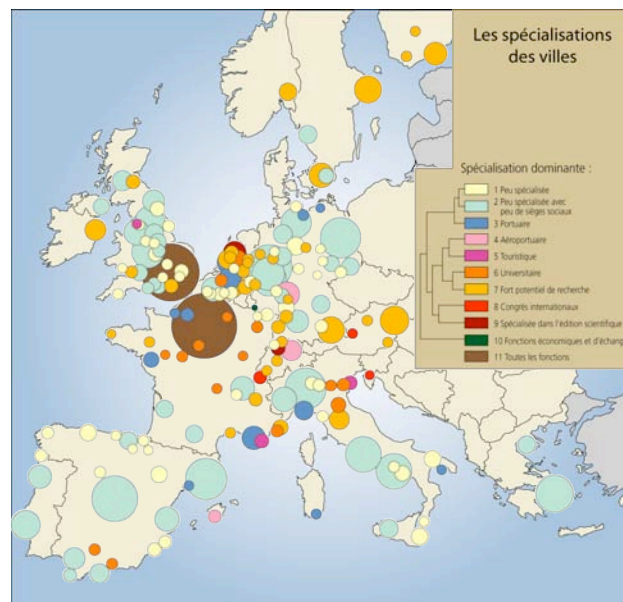 Les spécialisations
des villes
Spécialisation dominante :
1 Peu spécialisée
2 Peu spécialisée avec
peu de sièges sociaux
3 Portuaire
4 Aéroportuaire
5 Touristique
6 Universitaire
7 Fort potentiel de recherche
8 Congrès internationaux
9 Spécialisée dans l'édition scientifique
10 Fonctions économiques et d'échang
11 Toutes les fonctions